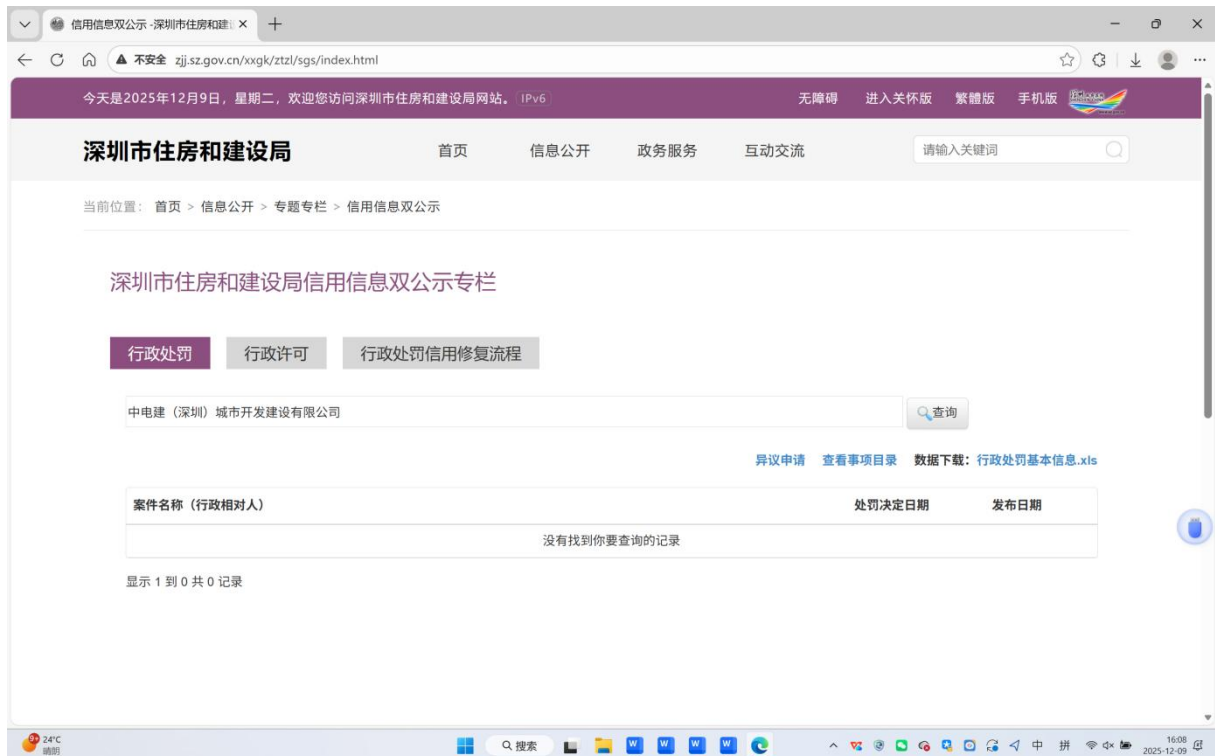 信用信息双公示 -深圳市住房和建设
不安全 zjj.sz.gov.cn/xxgk/ztzl/sgs/index.html
今天是2025年12月9日，星期二，欢迎您访问深圳市住房和建设局网站。 IPv6 无障碍 进入关怀版 繁體版 手机版
深圳市住房和建设局 首页 信息公开 政务服务 互动交流 请输入关键词
当前位置： 首页 > 信息公开 > 专题专栏 > 信用信息双公示
深圳市住房和建设局信用信息双公示专栏
行政处罚 行政许可 行政处罚信用修复流程
中电建（深圳）城市开发建设有限公司 查询
异议申请 查看事项目录 数据下载：行政处罚基本信息.xls
案件名称（行政相对人） 处罚决定日期 发布日期
没有找到你要查询的记录
显示 1 到 0 共 0 记录
24°C
晴朗
搜索
中 拼
16:08
2025-12-09